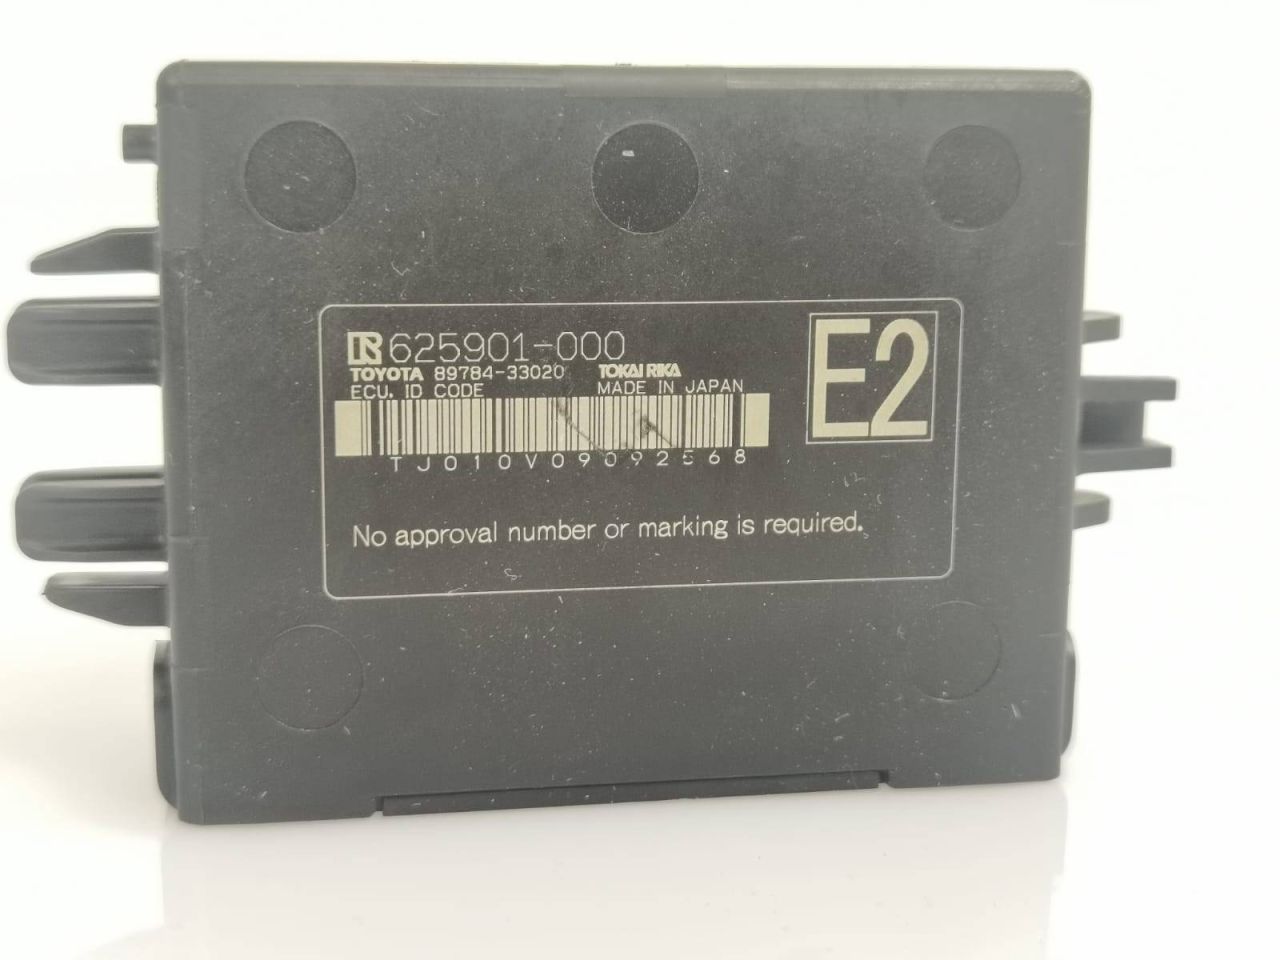 R 625901-000
TOYOTA 89784-33020 TOKAI RIKA
ECU. ID CODE MADE IN JAPAN
TJ010V09092568
E2
No approval number or marking is required.